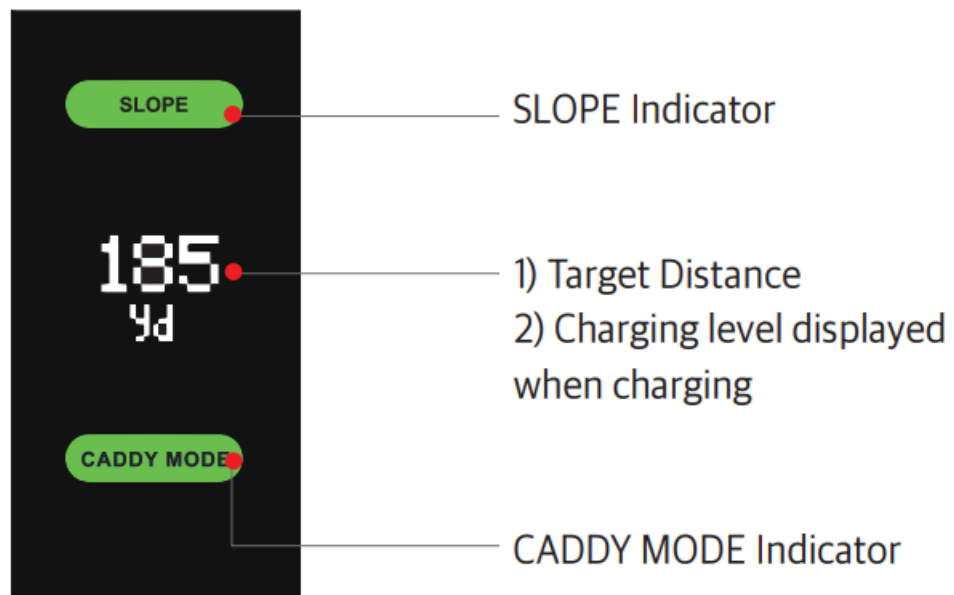 SLOPE
SLOPE Indicator
185
yd
1) Target Distance
2) Charging level displayed
when charging
CADDY MODE
CADDY MODE Indicator